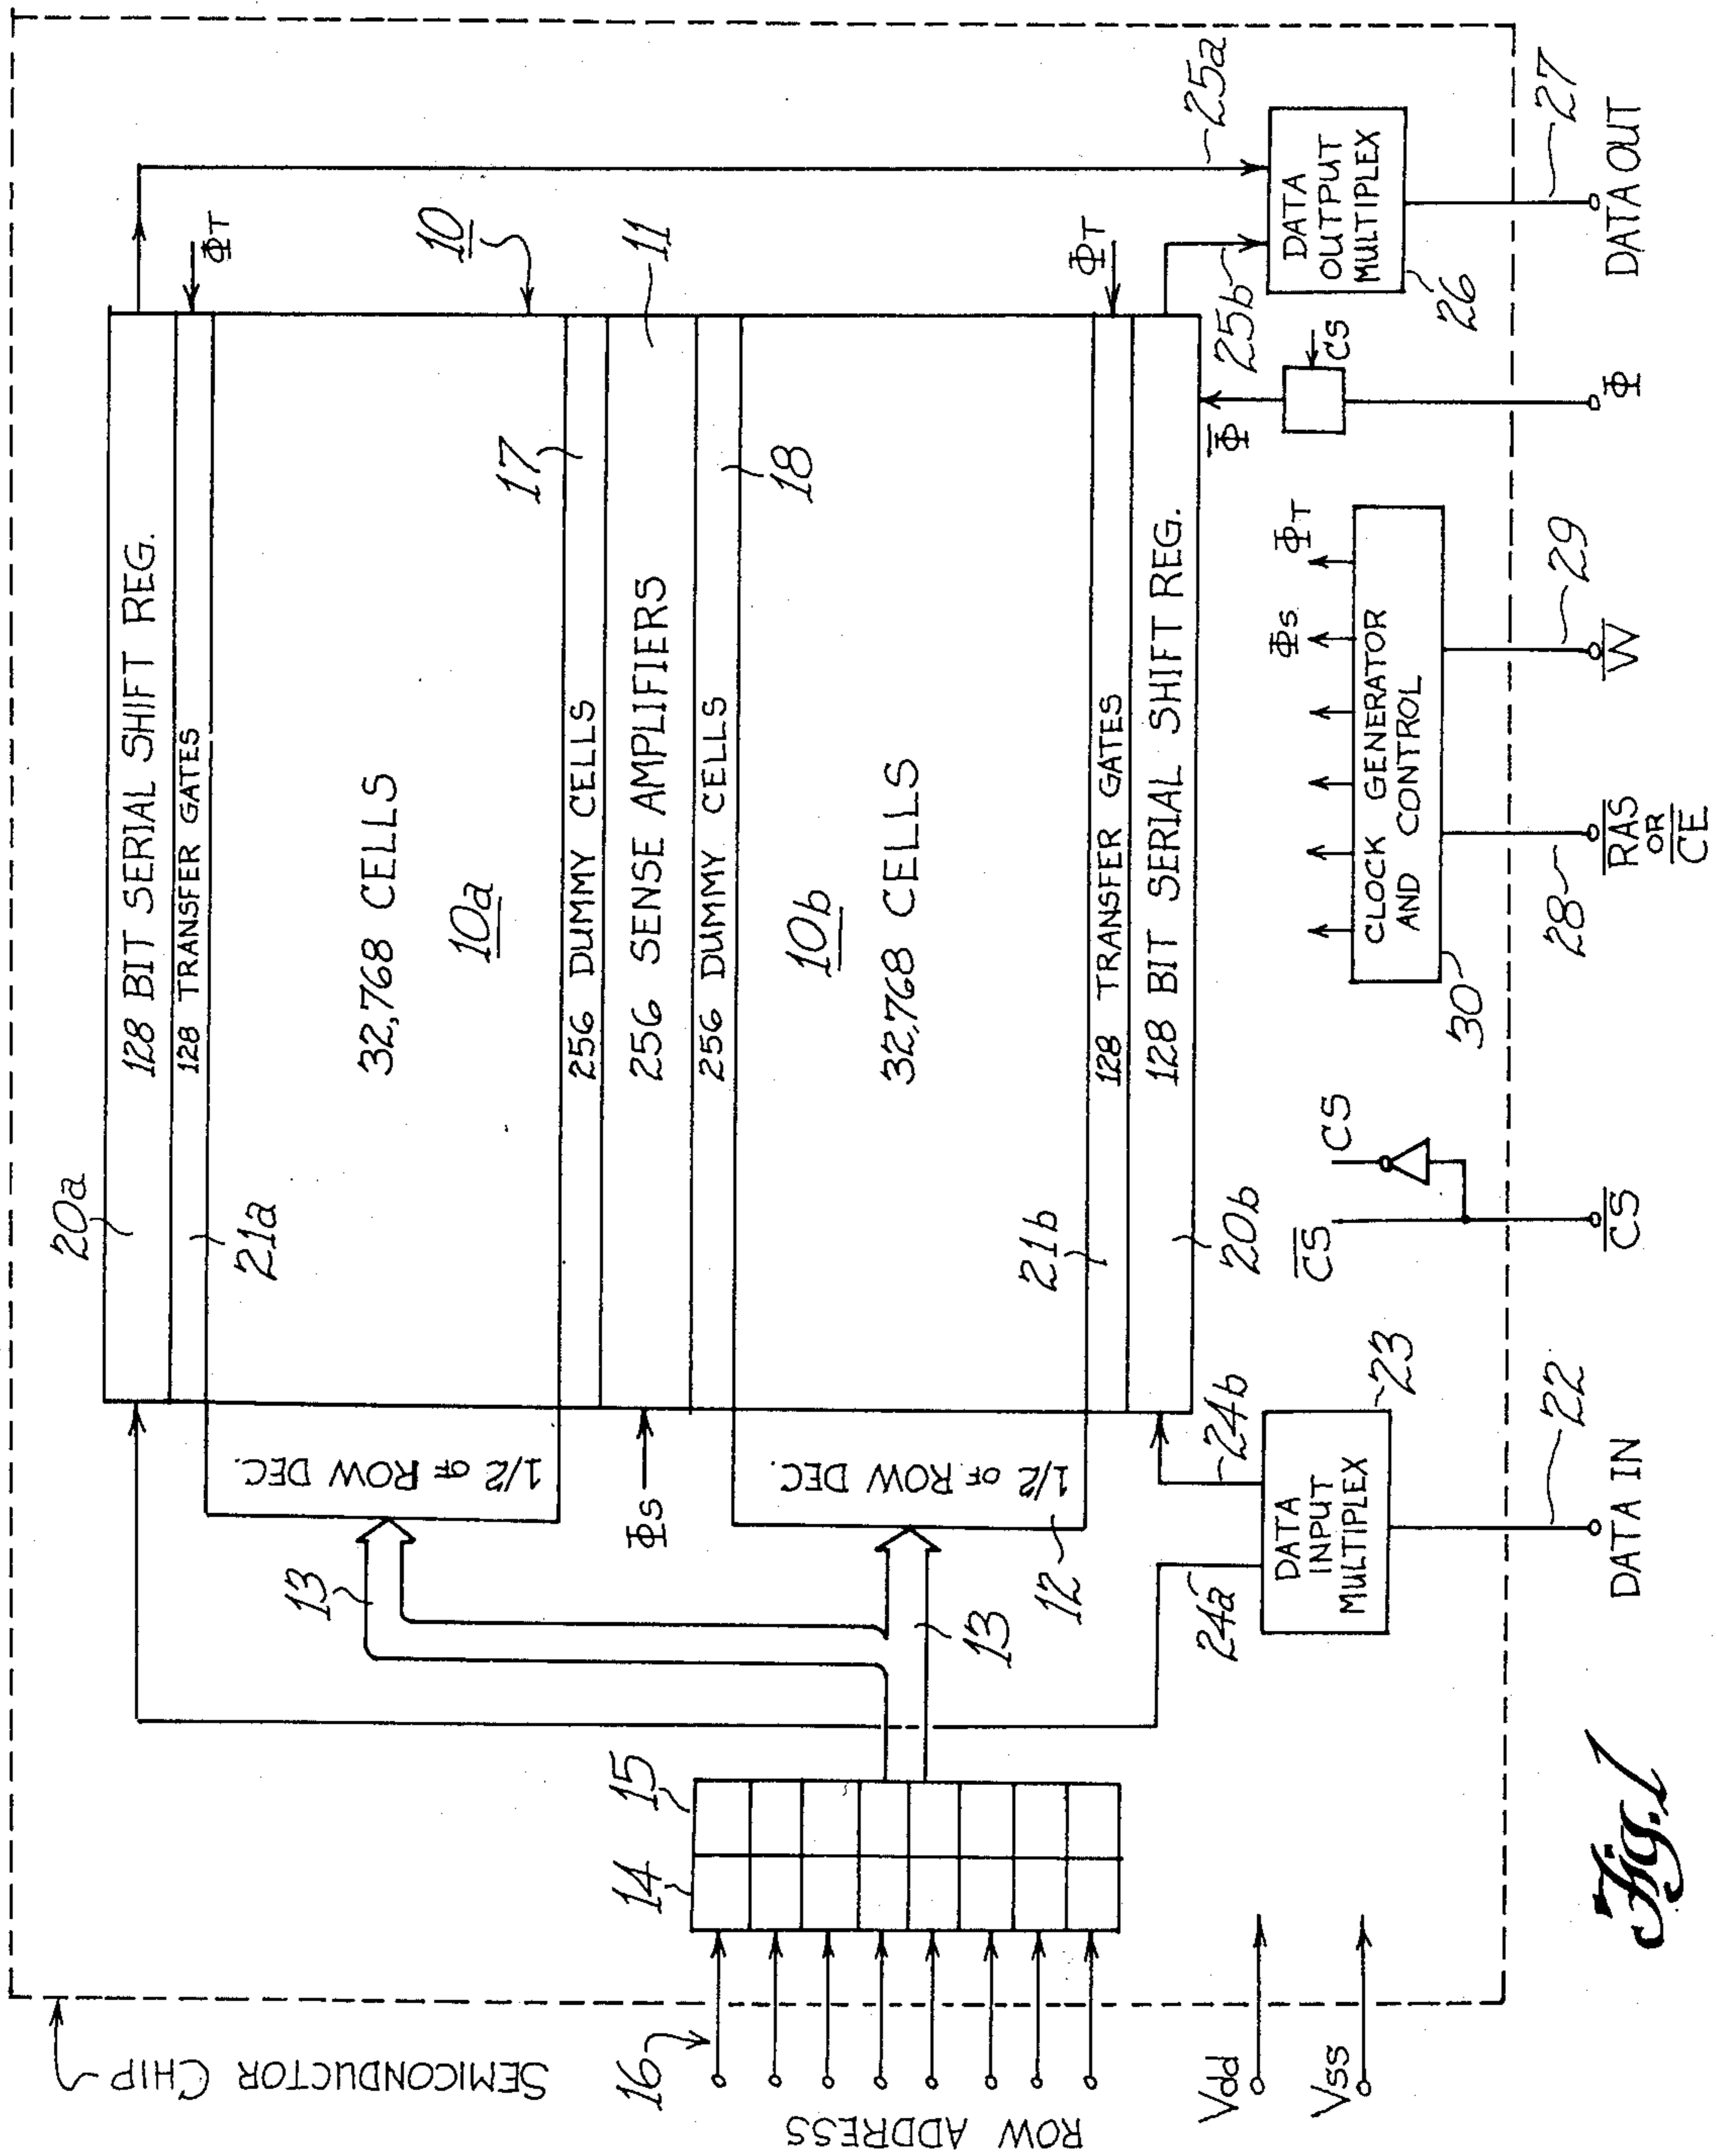 SEMICONDUCTOR CHIP
20a
128 BIT SERIAL SHIFT REG.
128 TRANSFER GATES
21a
ΦT
32,768 CELLS
10a
10
1/2 OF ROW DEC.
13
17
256 DUMMY CELLS
ΦS
256 SENSE AMPLIFIERS
11
256 DUMMY CELLS
18
10b
32,768 CELLS
1/2 OF ROW DEC.
12
13
14
15
16
ROW ADDRESS
21b
128 TRANSFER GATES
ΦT
128 BIT SERIAL SHIFT REG.
20b
25a
25b
24a
24b
Φ
DATA
INPUT
MULTIPLEX
23
CS
CS
ΦS
ΦT
CLOCK GENERATOR
AND CONTROL
30
CS
DATA
OUTPUT
MULTIPLEX
26
Vdd
Vss
22
28
29
27
DATA IN
CS
RAS
OR
CE
W
Φ
DATA OUT
Fig.1